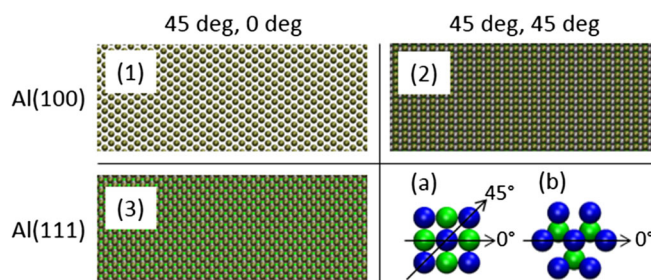 45 deg, 0 deg
45 deg, 45 deg
Al(100)
(1)
(2)
Al(111)
(3)
(a)
45°
0°
(b)
0°